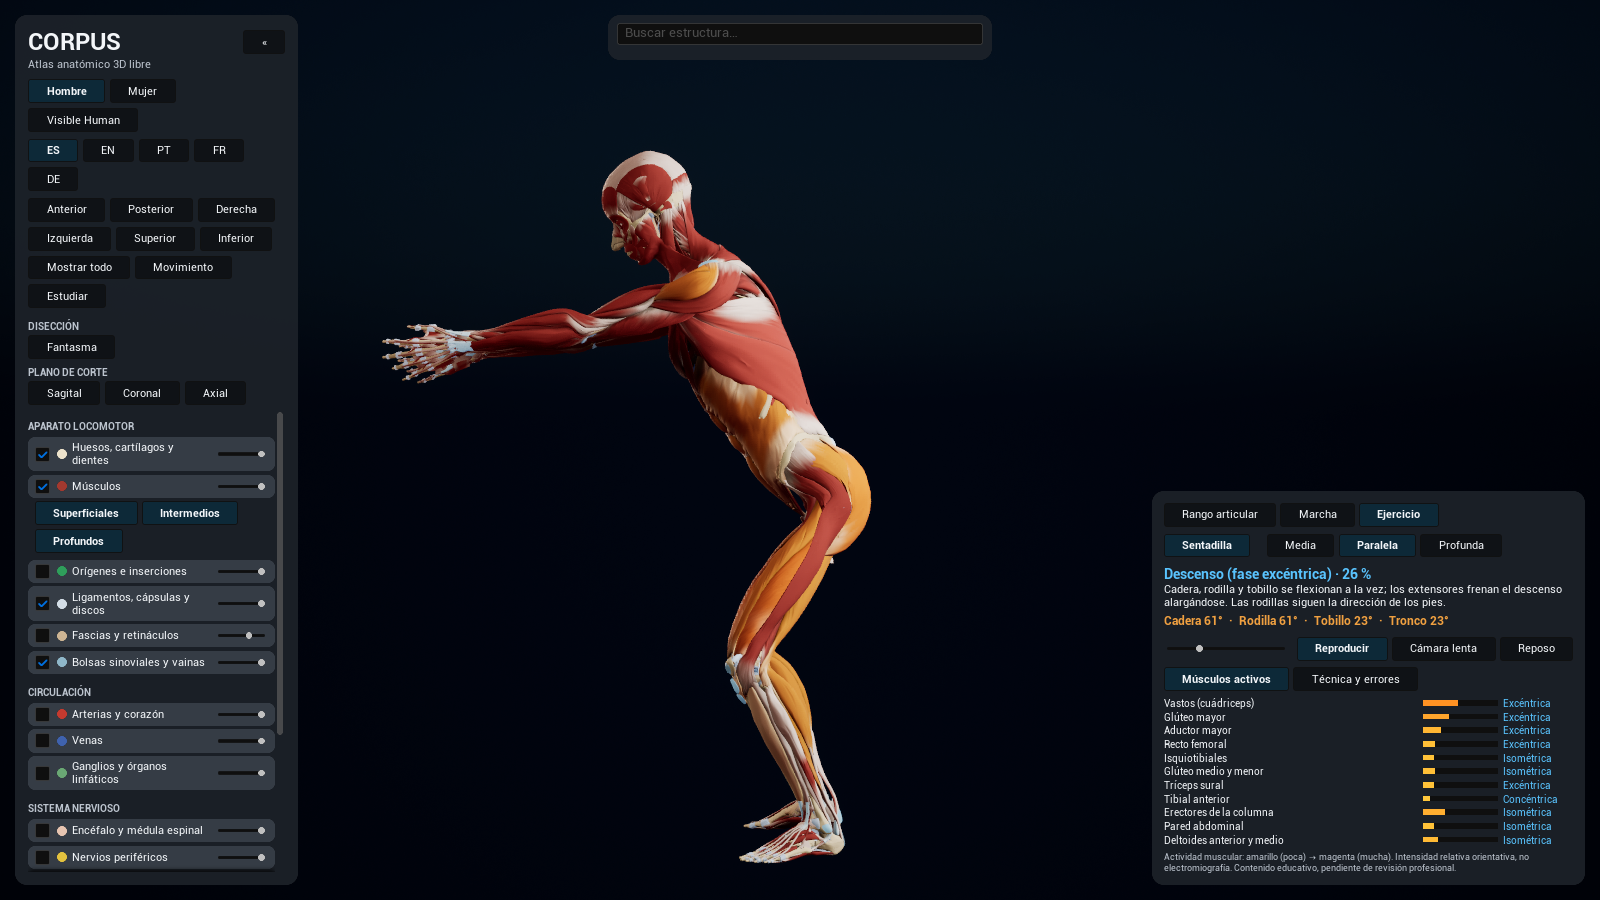 CORPUS
«
Atlas anatómico 3D libre
Hombre Mujer
Visible Human
ES EN PT FR
DE
Anterior Posterior Derecha
Izquierda Superior Inferior
Mostrar todo Movimiento
Estudiar
DISECCIÓN
Fantasma
PLANO DE CORTE
Sagital Coronal Axial
APARATO LOCOMOTOR
Huesos, cartílagos y
dientes
Músculos
Superficiales Intermedios
Profundos
Orígenes e inserciones
Ligamentos, cápsulas y
discos
Fascias y retináculos
Bolsas sinoviales y vainas
CIRCULACIÓN
Arterias y corazón
Venas
Ganglios y órganos
linfáticos
SISTEMA NERVIOSO
Encéfalo y médula espinal
Nervios periféricos
Buscar estructura...
Rango articular Marcha Ejercicio
Sentadilla Media Paralela Profunda
Descenso (fase excéntrica) · 26 %
Cadera, rodilla y tobillo se flexionan a la vez; los extensores frenan el descenso
alargándose. Las rodillas siguen la dirección de los pies.
Cadera 61° · Rodilla 61° · Tobillo 23° · Tronco 23°
Reproducir Cámara lenta Reposo
Músculos activos Técnica y errores
Vastos (cuádriceps) Excéntrica
Glúteo mayor Excéntrica
Aductor mayor Excéntrica
Recto femoral Excéntrica
Isquiotibiales Isométrica
Glúteo medio y menor Isométrica
Tríceps sural Excéntrica
Tibial anterior Concéntrica
Erectores de la columna Isométrica
Pared abdominal Isométrica
Deltoides anterior y medio Isométrica
Actividad muscular: amarillo (poca) → magenta (mucha). Intensidad relativa orientativa, no
electromiografía. Contenido educativo, pendiente de revisión profesional.